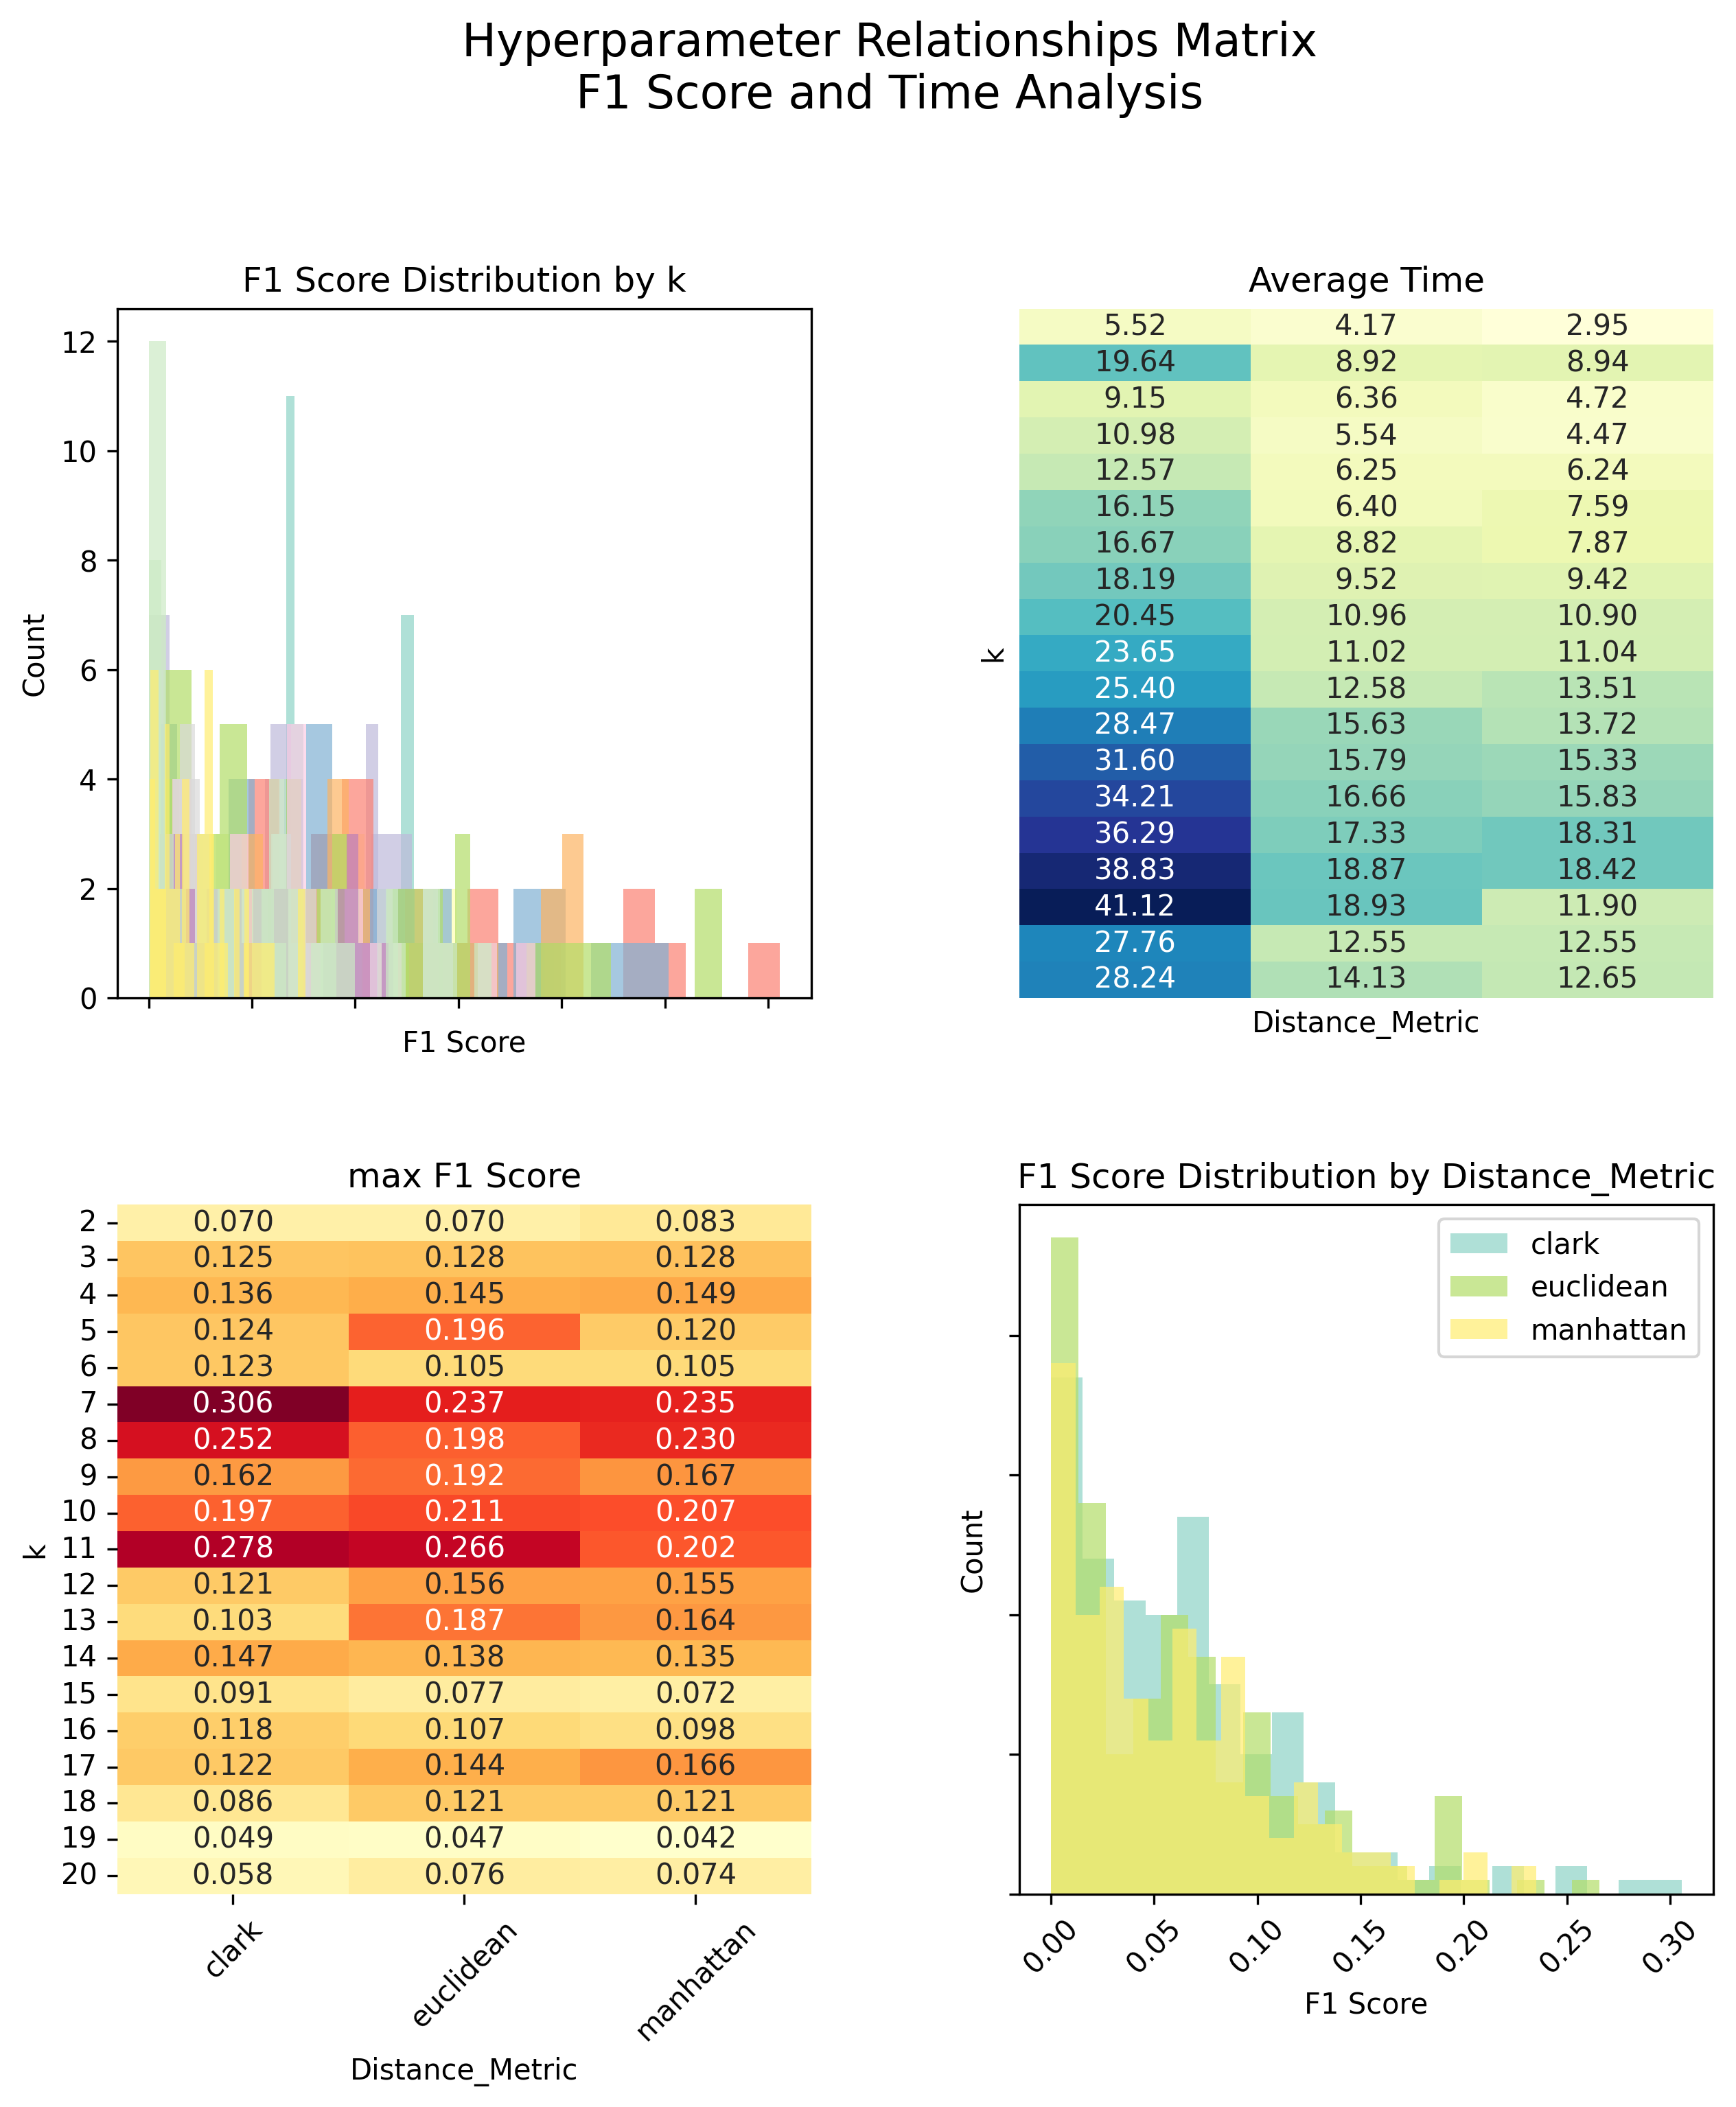 Hyperparameter Relationships Matrix
F1 Score and Time Analysis
F1 Score Distribution by k
12
10
8
6
4
2
0
Count
F1 Score
Average Time
5.52 4.17 2.95
19.64 8.92 8.94
9.15 6.36 4.72
10.98 5.54 4.47
12.57 6.25 6.24
16.15 6.40 7.59
16.67 8.82 7.87
18.19 9.52 9.42
20.45 10.96 10.90
23.65 11.02 11.04
25.40 12.58 13.51
28.47 15.63 13.72
31.60 15.79 15.33
34.21 16.66 15.83
36.29 17.33 18.31
38.83 18.87 18.42
41.12 18.93 11.90
27.76 12.55 12.55
28.24 14.13 12.65
k
Distance_Metric
max F1 Score
2 0.070 0.070 0.083
3 0.125 0.128 0.128
4 0.136 0.145 0.149
5 0.124 0.196 0.120
6 0.123 0.105 0.105
7 0.306 0.237 0.235
8 0.252 0.198 0.230
9 0.162 0.192 0.167
10 0.197 0.211 0.207
11 0.278 0.266 0.202
12 0.121 0.156 0.155
13 0.103 0.187 0.164
14 0.147 0.138 0.135
15 0.091 0.077 0.072
16 0.118 0.107 0.098
17 0.122 0.144 0.166
18 0.086 0.121 0.121
19 0.049 0.047 0.042
20 0.058 0.076 0.074
k
clark euclidean manhattan
Distance_Metric
F1 Score Distribution by Distance_Metric
clark
euclidean
manhattan
Count
0.00 0.05 0.10 0.15 0.20 0.25 0.30
F1 Score